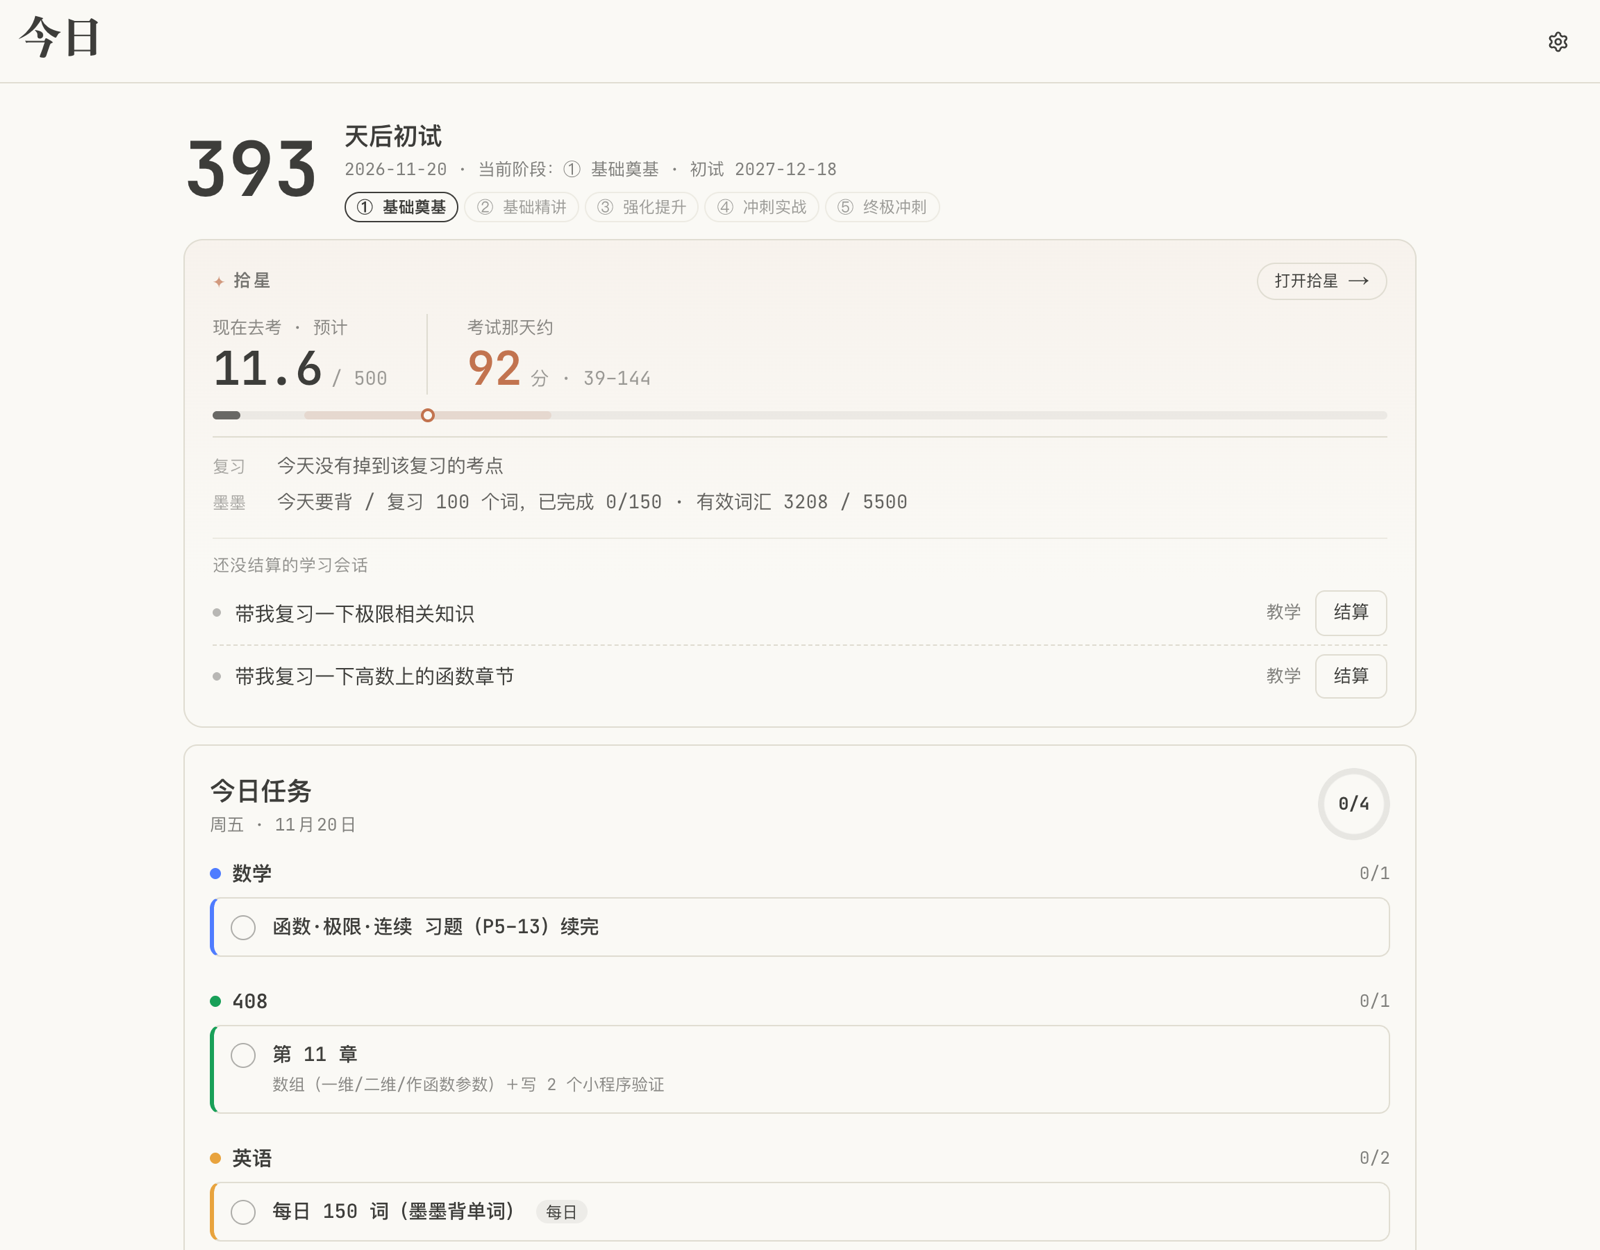 今日
393
天后初试
2026-11-20 · 当前阶段：① 基础奠基 · 初试 2027-12-18
① 基础奠基 ② 基础精讲 ③ 强化提升 ④ 冲刺实战 ⑤ 终极冲刺
拾星 打开拾星 →
现在去考 · 预计 考试那天约
11.6 / 500 92 分 · 39–144
复习 今天没有掉到该复习的考点
墨墨 今天要背 / 复习 100 个词，已完成 0/150 · 有效词汇 3208 / 5500
还没结算的学习会话
带我复习一下极限相关知识 教学 结算
带我复习一下高数上的函数章节 教学 结算
今日任务 0/4
周五 · 11月20日
数学 0/1
函数·极限·连续 习题（P5–13）续完
408 0/1
第 11 章
数组（一维/二维/作函数参数）＋写 2 个小程序验证
英语 0/2
每日 150 词（墨墨背单词） 每日